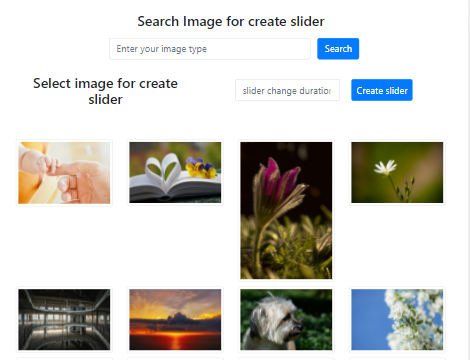 Search Image for create slider
Enter your image type
Search
Select image for create
slider
slider change duration
Create slider